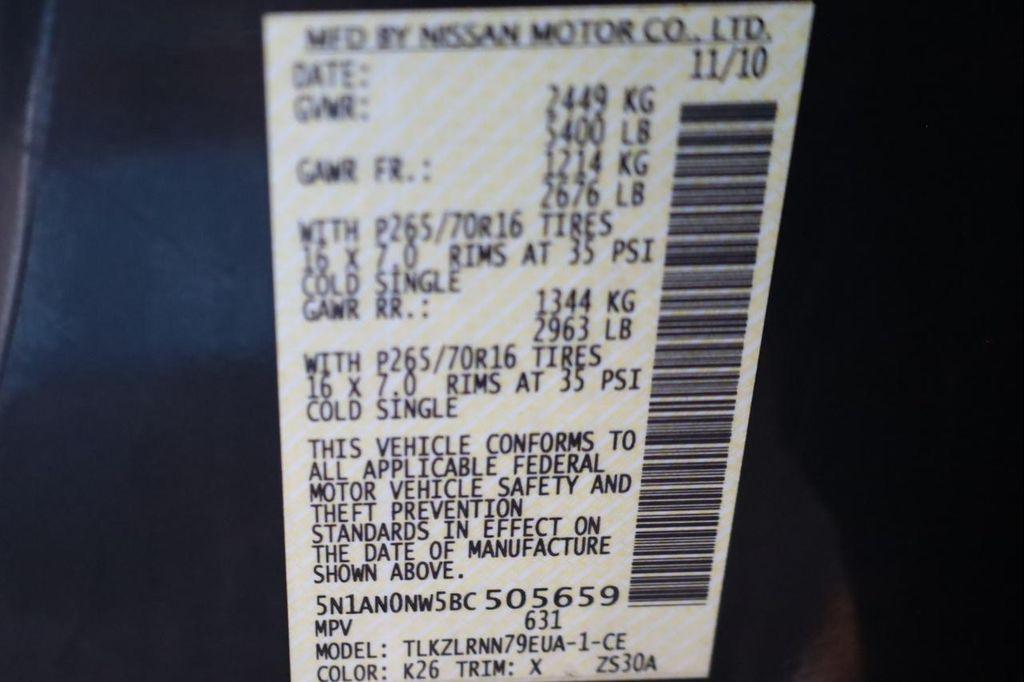 MFD BY NISSAN MOTOR CO., LTD.
DATE: 11/10
GVWR: 2449 KG
5400 LB
GAWR FR.: 1214 KG
2676 LB
WITH P265/70R16 TIRES
16 X 7.0 RIMS AT 35 PSI
COLD SINGLE
GAWR RR.: 1344 KG
2963 LB
WITH P265/70R16 TIRES
16 X 7.0 RIMS AT 35 PSI
COLD SINGLE
THIS VEHICLE CONFORMS TO
ALL APPLICABLE FEDERAL
MOTOR VEHICLE SAFETY AND
THEFT PREVENTION
STANDARDS IN EFFECT ON
THE DATE OF MANUFACTURE
SHOWN ABOVE.
5N1AN0NW5BC 505659
MPV 631
MODEL: TLKZLRNN79EUA-1-CE
COLOR: K26 TRIM: X ZS30A